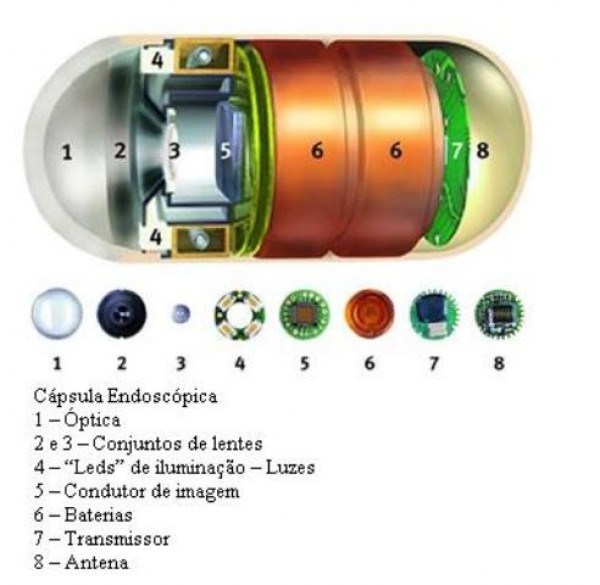 4
1 2 3 5 6 6 7 8
4
1 2 3 4 5 6 7 8
Cápsula Endoscópica
1 – Óptica
2 e 3 – Conjuntos de lentes
4 – “Leds” de iluminação – Luzes
5 – Condutor de imagem
6 – Baterias
7 – Transmissor
8 – Antena